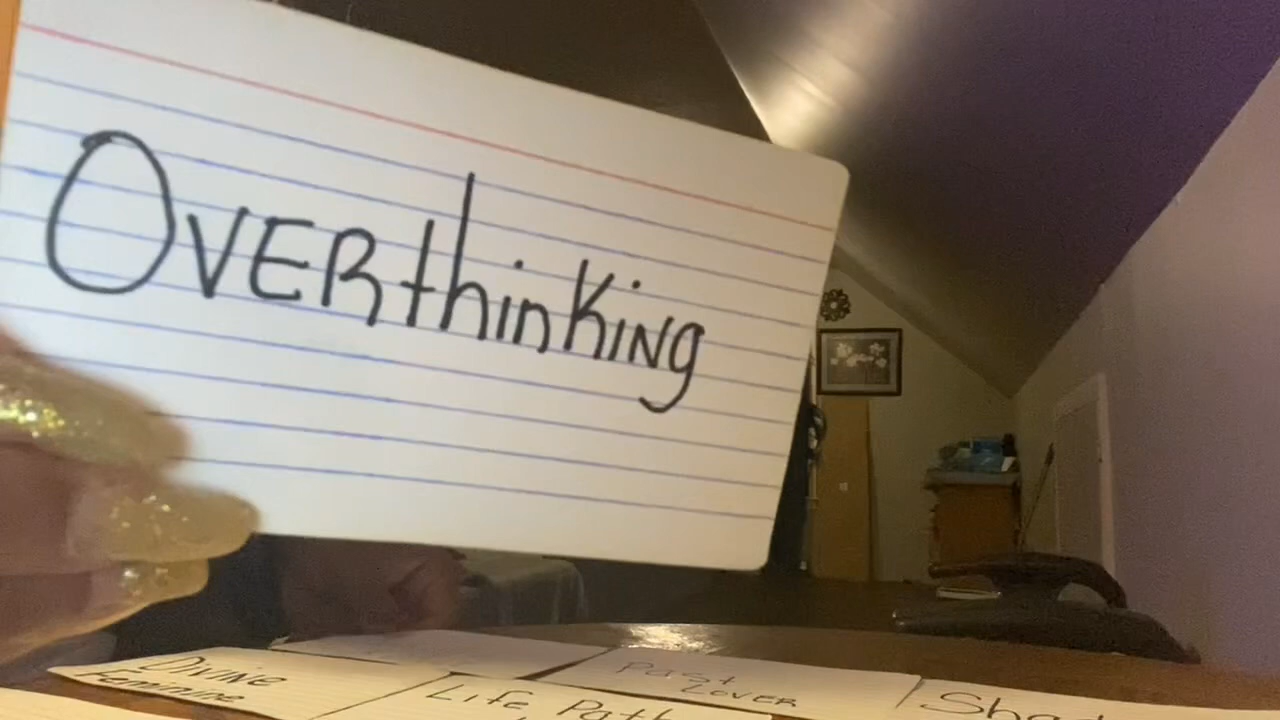 OVERthinKing
Divine
Feminine
Past
LOVER
Life Path